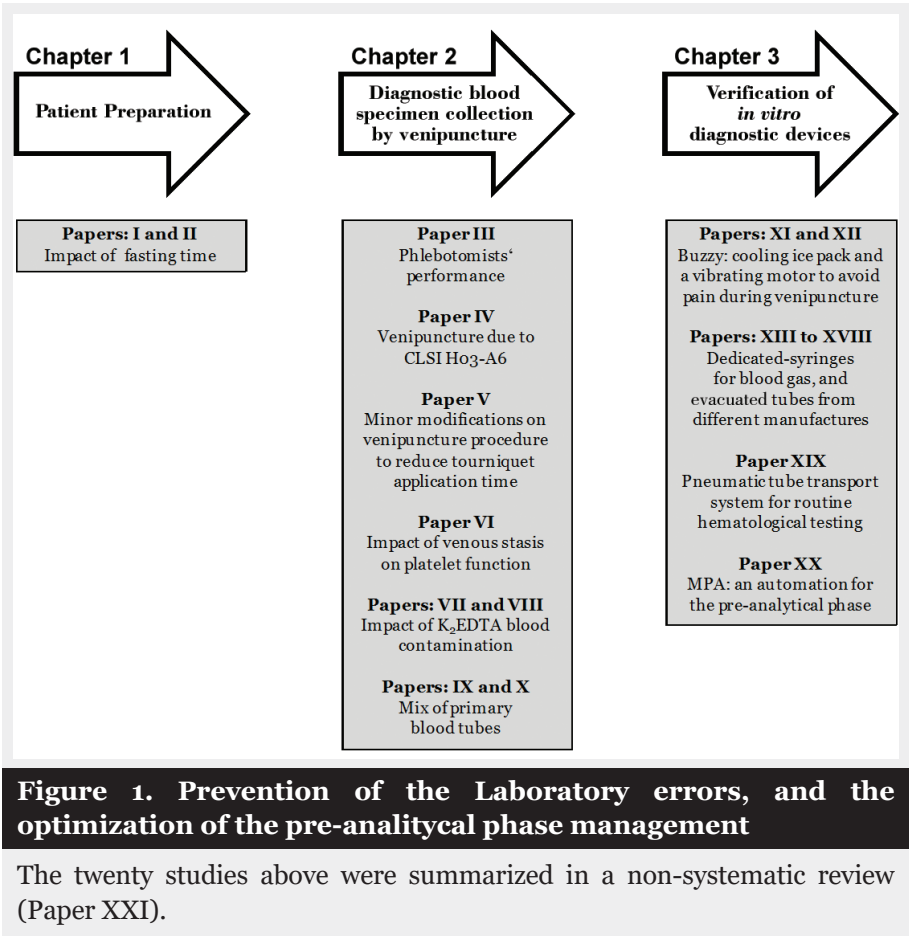 Chapter 1
Patient Preparation
Papers: I and II
Impact of fasting time
Chapter 2
Diagnostic blood
specimen collection
by venipuncture
Paper III
Phlebotomists‘
performance
Paper IV
Venipuncture due to
CLSI H03-A6
Paper V
Minor modifications on
venipuncture procedure
to reduce tourniquet
application time
Paper VI
Impact of venous stasis
on platelet function
Papers: VII and VIII
Impact of K₂EDTA blood
contamination
Papers: IX and X
Mix of primary
blood tubes
Chapter 3
Verification of
in vitro
diagnostic devices
Papers: XI and XII
Buzzy: cooling ice pack and
a vibrating motor to avoid
pain during venipuncture
Papers: XIII to XVIII
Dedicated-syringes
for blood gas, and
evacuated tubes from
different manufactures
Paper XIX
Pneumatic tube transport
system for routine
hematological testing
Paper XX
MPA: an automation for
the pre-analytical phase
Figure 1. Prevention of the Laboratory errors, and the
optimization of the pre-analitycal phase management
The twenty studies above were summarized in a non-systematic review
(Paper XXI).